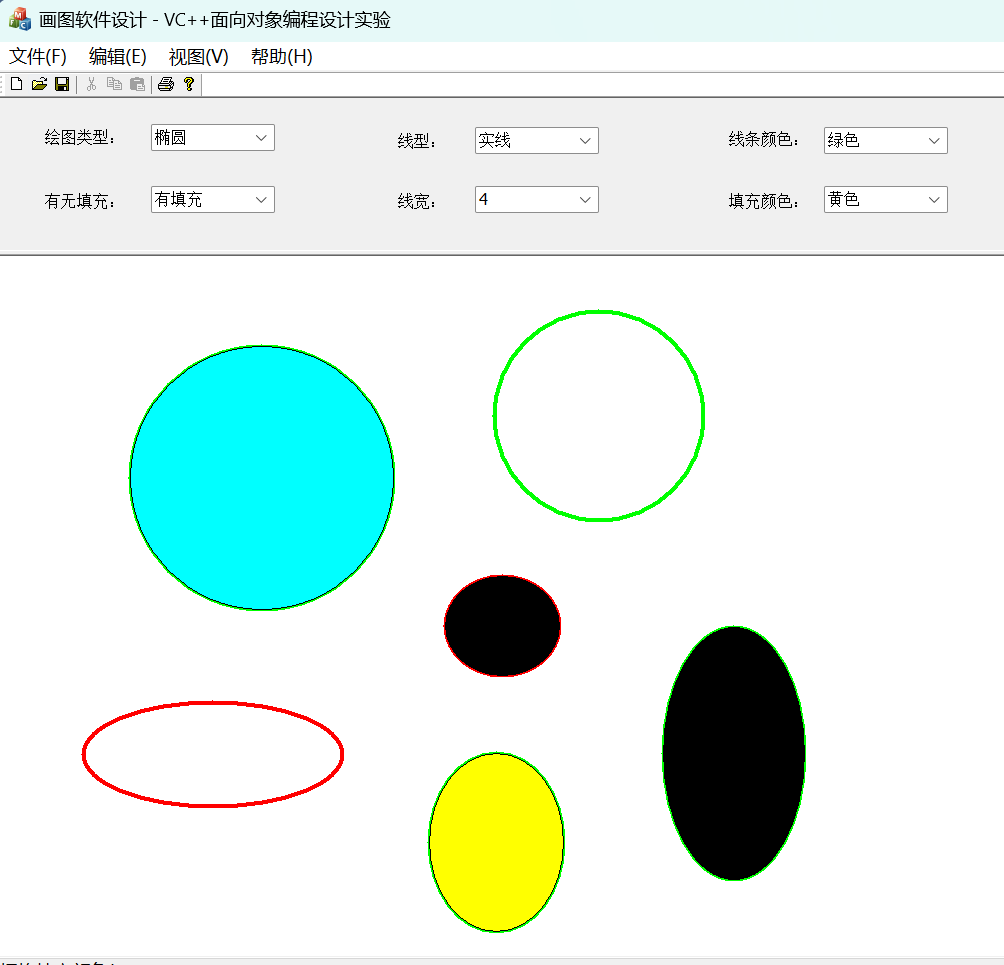 画图软件设计 - VC++面向对象编程设计实验
文件(F) 编辑(E) 视图(V) 帮助(H)
绘图类型： 椭圆 线型： 实线 线条颜色： 绿色
有无填充： 有填充 线宽： 4 填充颜色： 黄色